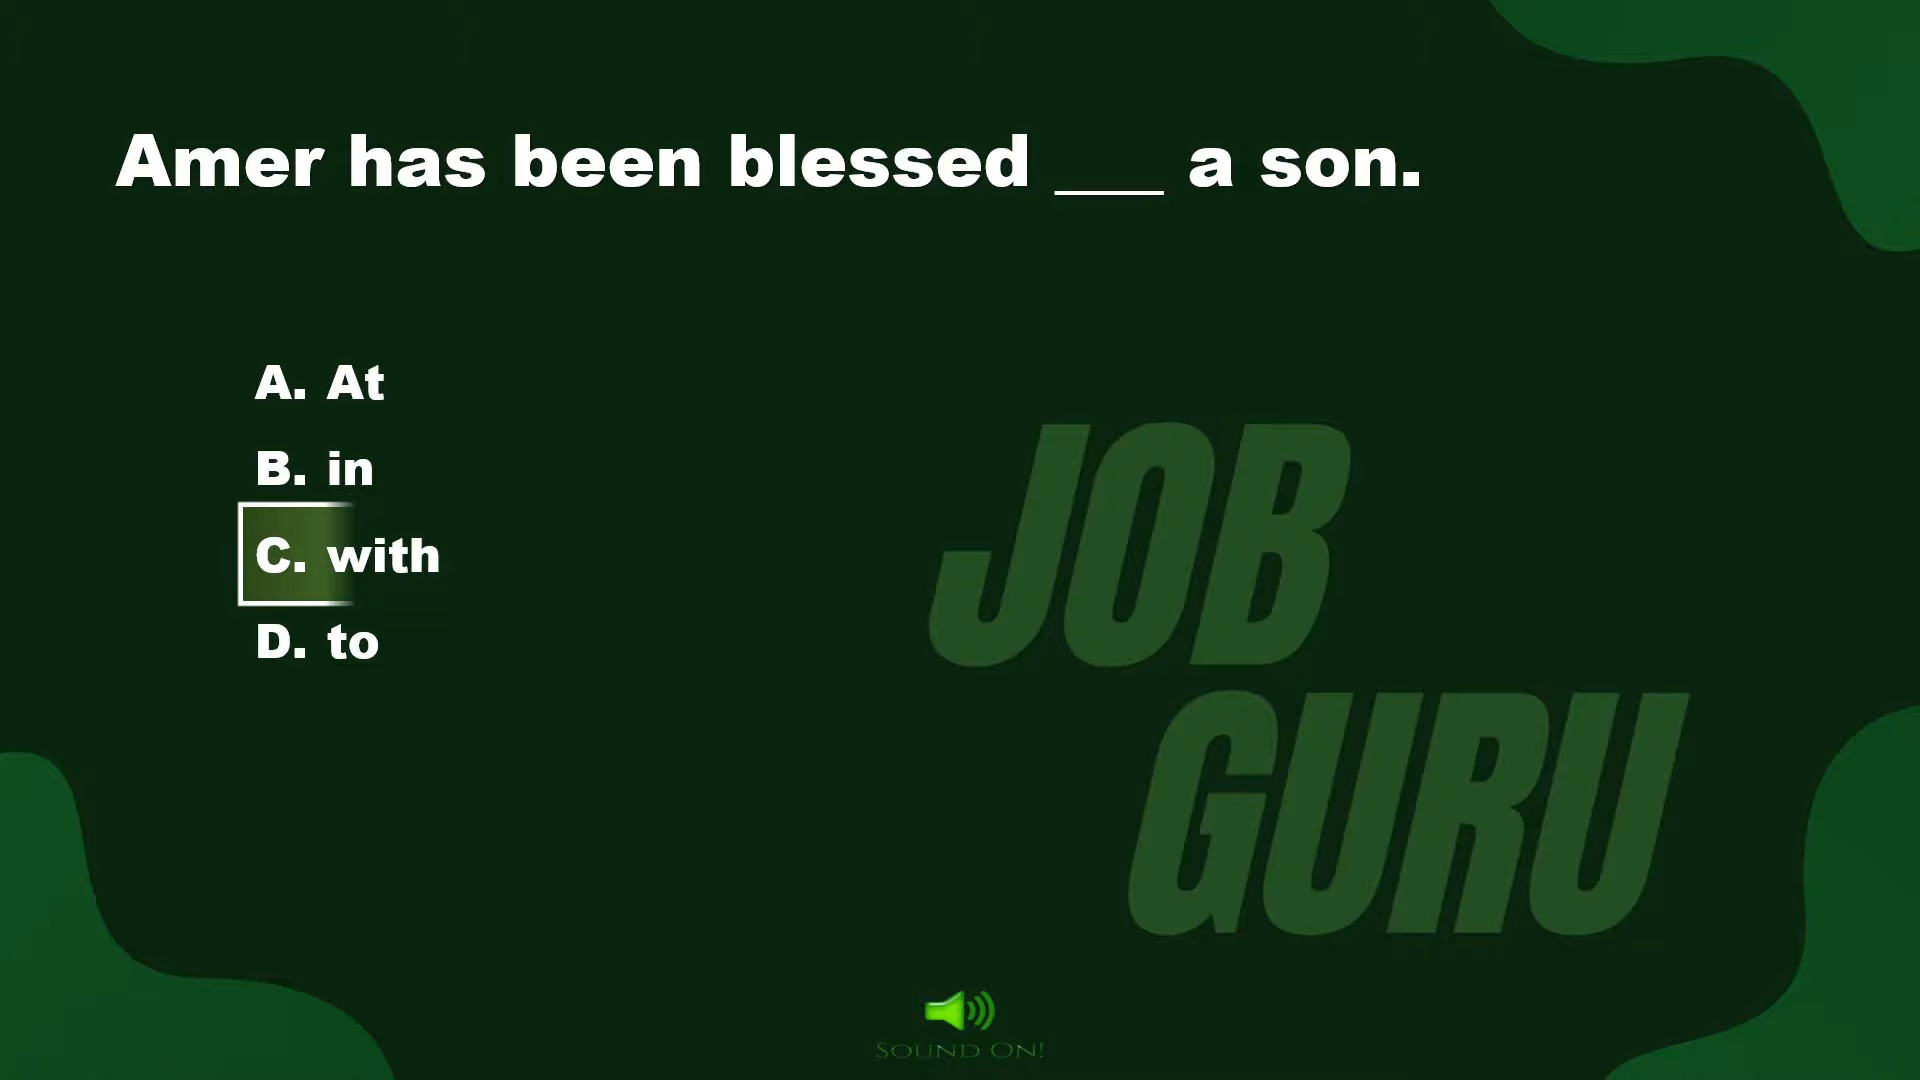 Amer has been blessed ___ a son.
A. At
B. in
C. with
D. to
JOB
GURU
SOUND ON!